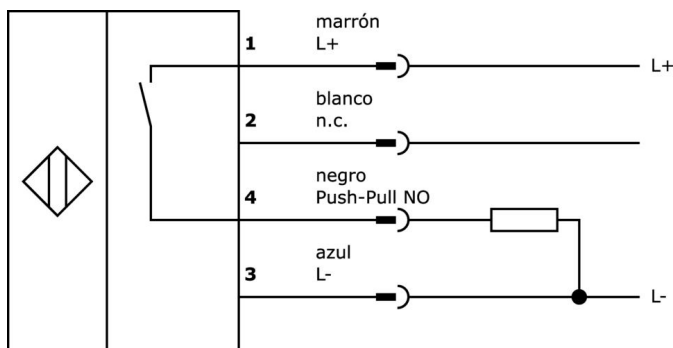 marrón
1 L+
L+
blanco
2 n.c.
negro
4 Push-Pull NO
azul
3 L-
L-